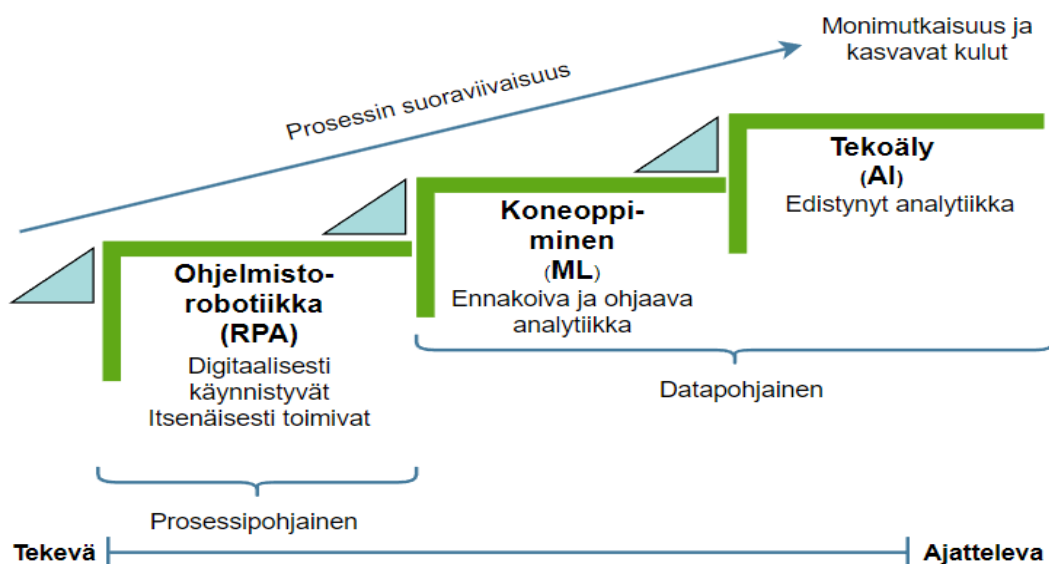 Monimutkaisuus ja
kasvavat kulut
Prosessin suoraviivaisuus
Tekoäly
(AI)
Edistynyt analytiikka
Koneoppi-
minen
(ML)
Ennakoiva ja ohjaava
analytiikka
Ohjelmisto-
robotiikka
(RPA)
Digitaalisesti
käynnistyvät
Itsenäisesti toimivat
Datapohjainen
Prosessipohjainen
Tekevä
Ajatteleva